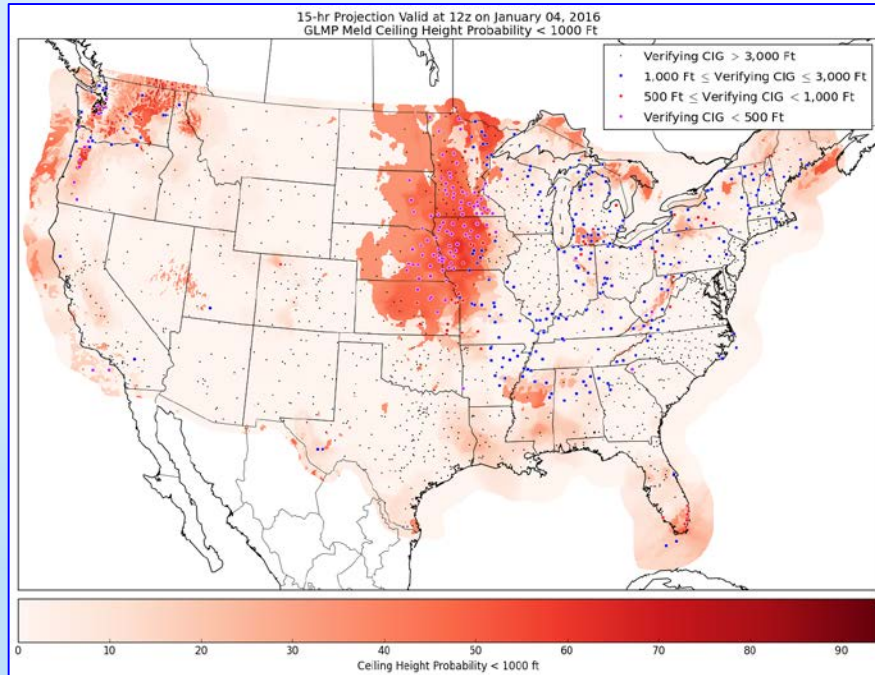 15-hr Projection Valid at 12z on January 04, 2016
GLMP Meld Ceiling Height Probability < 1000 Ft
Verifying CIG > 3,000 Ft
1,000 Ft ≤ Verifying CIG ≤ 3,000 Ft
500 Ft ≤ Verifying CIG < 1,000 Ft
Verifying CIG < 500 Ft
0 10 20 30 40 50 60 70 80 90
Ceiling Height Probability < 1000 ft